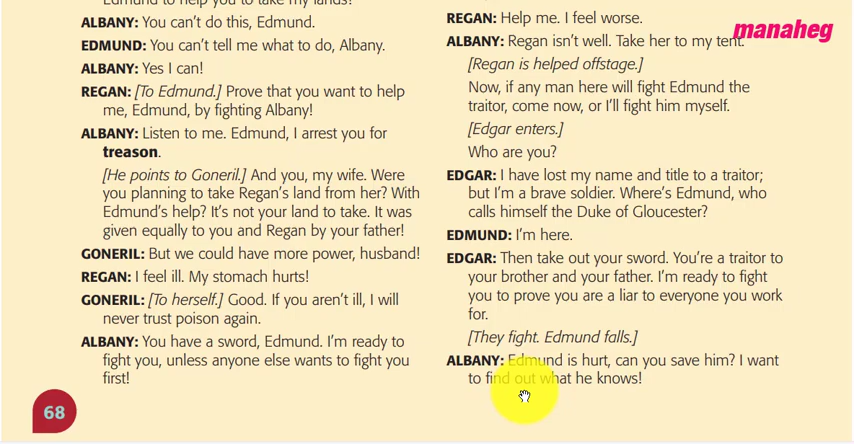 Edmund to help you to take my lands?
ALBANY: You can't do this, Edmund.
EDMUND: You can't tell me what to do, Albany.
ALBANY: Yes I can!
REGAN: [To Edmund.] Prove that you want to help
me, Edmund, by fighting Albany!
ALBANY: Listen to me. Edmund, I arrest you for
treason.
[He points to Goneril.] And you, my wife. Were
you planning to take Regan's land from her? With
Edmund's help? It's not your land to take. It was
given equally to you and Regan by your father!
GONERIL: But we could have more power, husband!
REGAN: I feel ill. My stomach hurts!
GONERIL: [To herself.] Good. If you aren't ill, I will
never trust poison again.
ALBANY: You have a sword, Edmund. I'm ready to
fight you, unless anyone else wants to fight you
first!
68
REGAN: Help me. I feel worse.
manaheg
ALBANY: Regan isn't well. Take her to my tent.
[Regan is helped offstage.]
Now, if any man here will fight Edmund the
traitor, come now, or I'll fight him myself.
[Edgar enters.]
Who are you?
EDGAR: I have lost my name and title to a traitor;
but I'm a brave soldier. Where's Edmund, who
calls himself the Duke of Gloucester?
EDMUND: I'm here.
EDGAR: Then take out your sword. You're a traitor to
your brother and your father. I'm ready to fight
you to prove you are a liar to everyone you work
for.
[They fight. Edmund falls.]
ALBANY: Edmund is hurt, can you save him? I want
to find out what he knows!